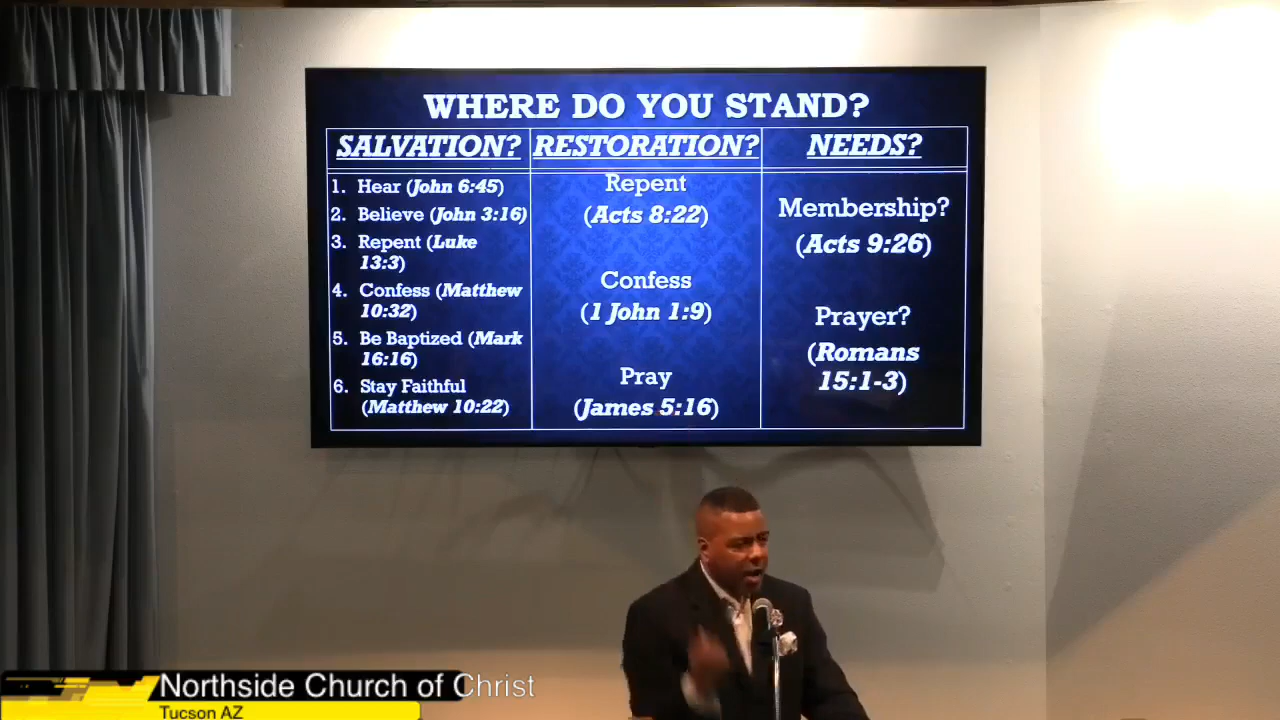 WHERE DO YOU STAND?
SALVATION?
1. Hear (John 6:45)
2. Believe (John 3:16)
3. Repent (Luke
13:3)
4. Confess (Matthew
10:32)
5. Be Baptized (Mark
16:16)
6. Stay Faithful
(Matthew 10:22)
RESTORATION?
Repent
(Acts 8:22)
Confess
(1 John 1:9)
Pray
(James 5:16)
NEEDS?
Membership?
(Acts 9:26)
Prayer?
(Romans
15:1-3)
Northside Church of Christ
Tucson AZ